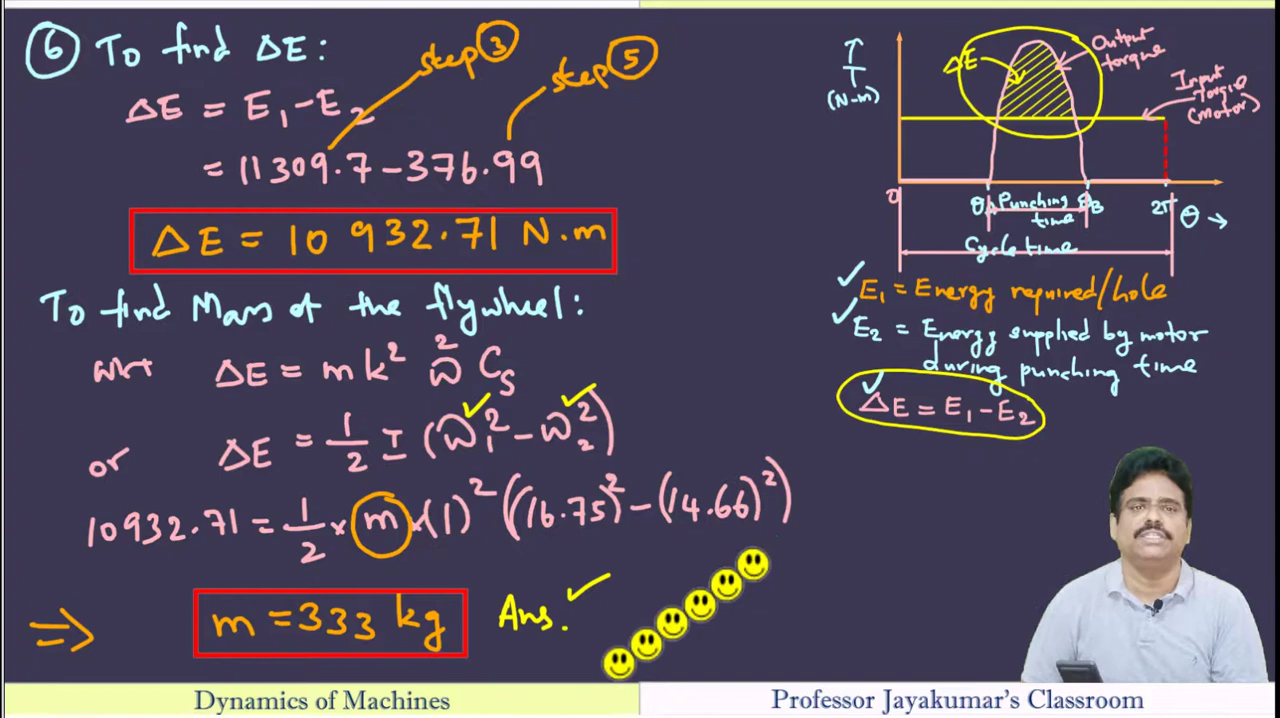 6 To find ΔE:
step 3
step 5
ΔE = E₁ – E₂
= 11309.7 – 376.99
ΔE = 10 932.71 N.m
To find Mass of the flywheel:
wkt ΔE = mk² ω² Cs
or ΔE = 1/2 I (ω₁² – ω₂²)
10932.71 = 1/2 × m × (1)² ((16.75)² – (14.66)²)
⇒ m = 333 kg Ans. ✓
ΔE
Output
torque
T
(N-m)
Input
Torque
(motor)
0
θA
Punching
time
θB
2π
θ →
Cycle time
✓ E₁ = Energy required/hole
✓ E₂ = Energy supplied by motor
during punching time
✓ ΔE = E₁ – E₂
Dynamics of Machines
Professor Jayakumar's Classroom